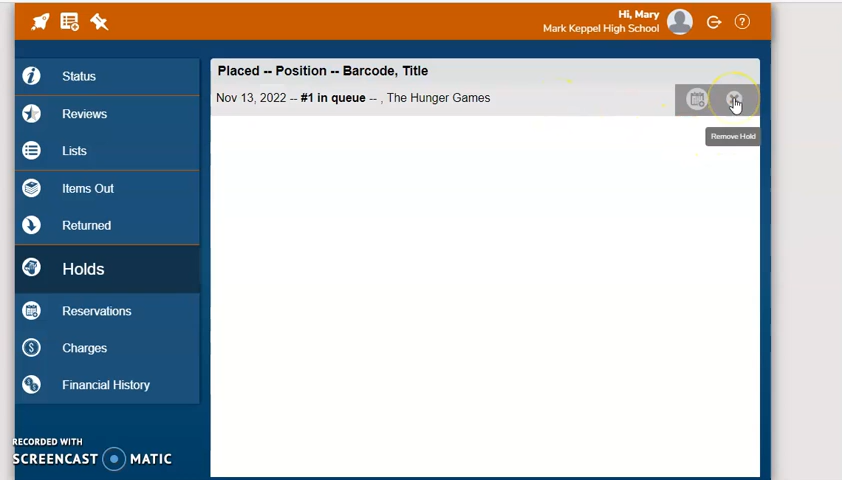 Hi, Mary
Mark Keppel High School
Status
Reviews
Lists
Items Out
Returned
Holds
Reservations
Charges
Financial History
Placed -- Position -- Barcode, Title
Nov 13, 2022 -- #1 in queue -- , The Hunger Games
Remove Hold
RECORDED WITH
SCREENCAST MATIC